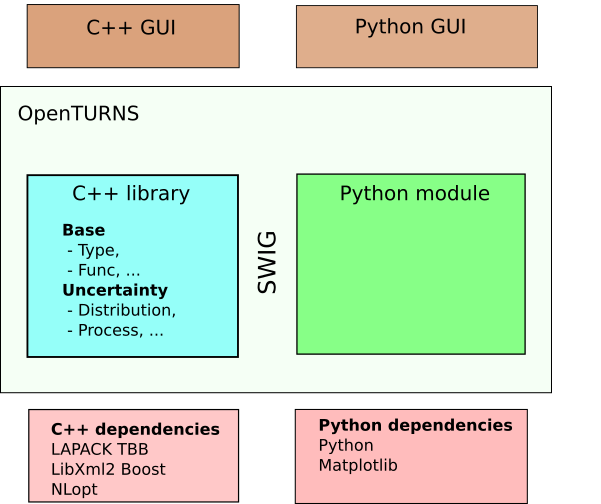 C++ GUI
Python GUI
OpenTURNS
C++ library
Base
- Type,
- Func, ...
Uncertainty
- Distribution,
- Process, ...
SWIG
Python module
C++ dependencies
LAPACK TBB
LibXml2 Boost
NLopt
Python dependencies
Python
Matplotlib